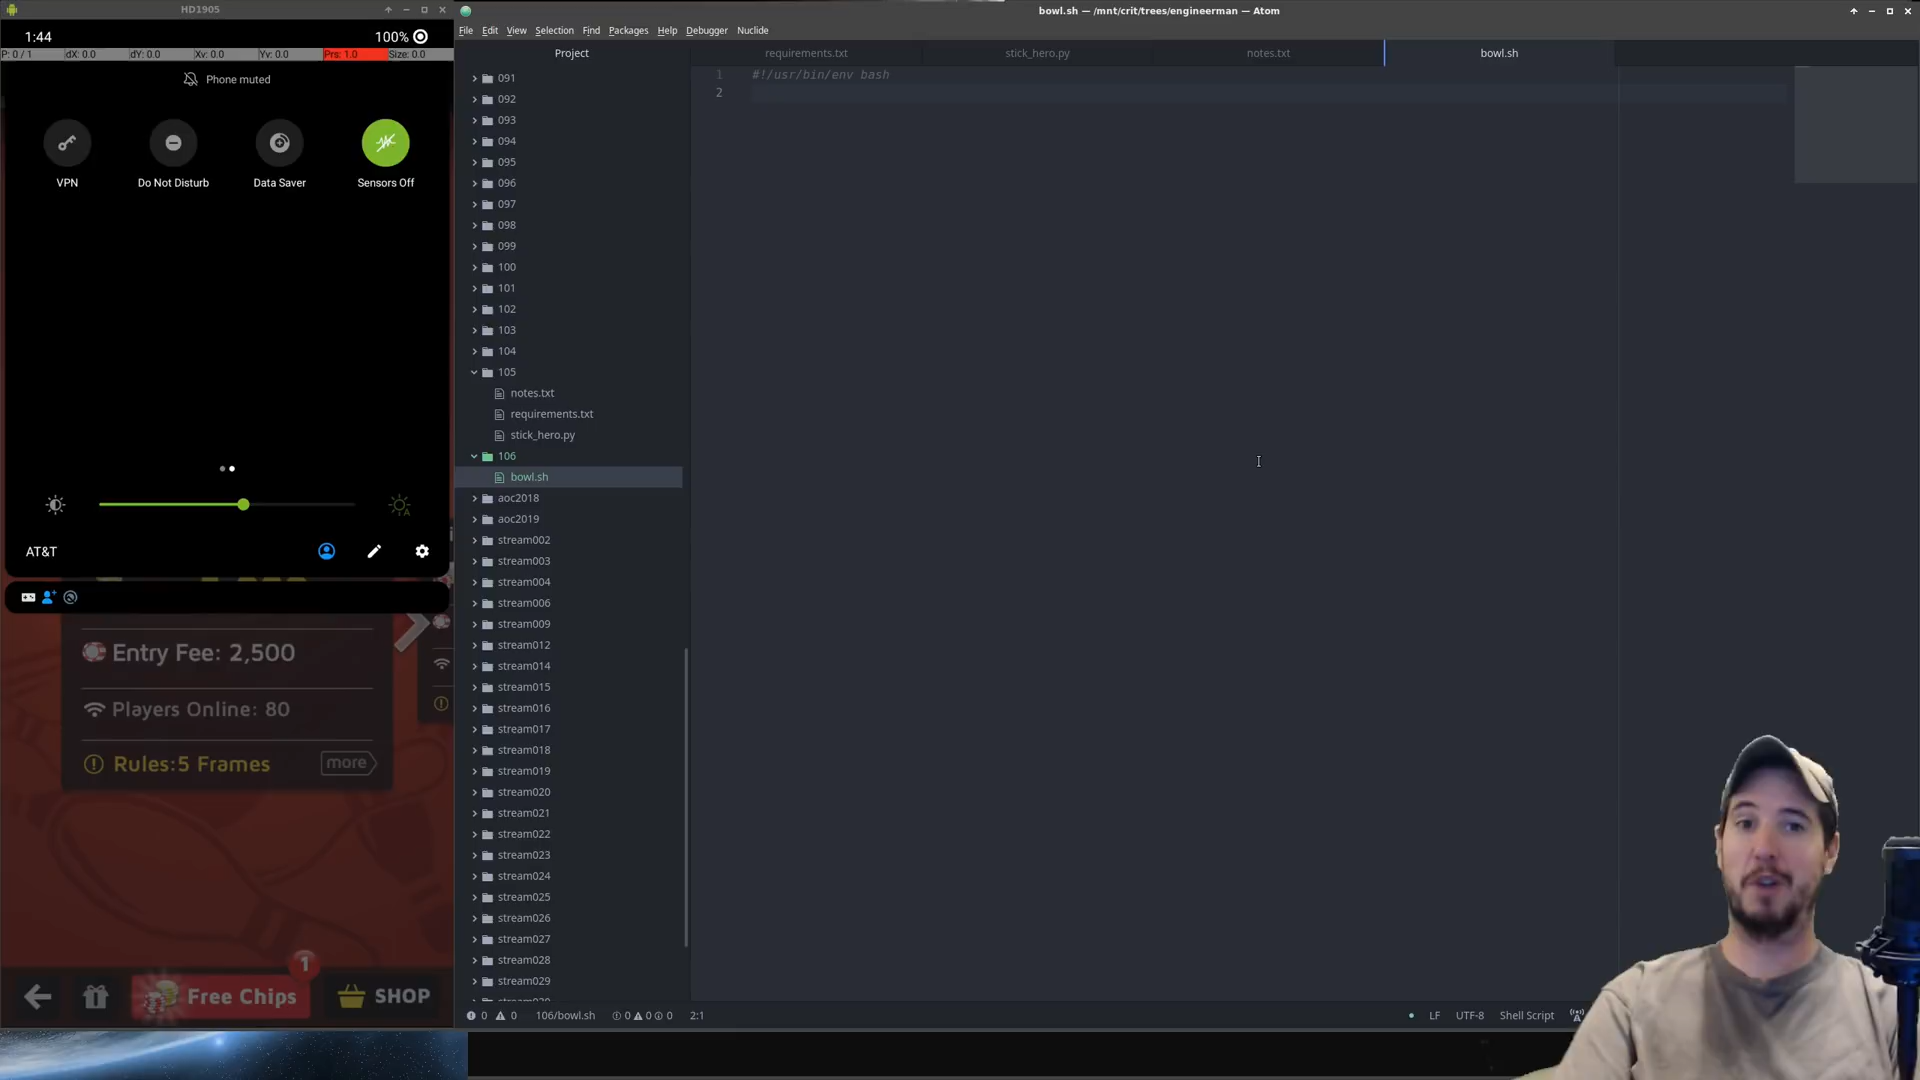 HD1905
1:44
100%
P: 0 / 1 dX: 0.0 dY: 0.0 Xv: 0.0 Yv: 0.0 Prs: 1.0 Size: 0.0
Phone muted
VPN
Do Not Disturb
Data Saver
Sensors Off
AT&T
Entry Fee: 2,500
Players Online: 80
Rules:5 Frames
more
1
Free Chips
SHOP
bowl.sh — /mnt/crit/trees/engineerman — Atom
File Edit View Selection Find Packages Help Debugger Nuclide
Project
requirements.txt
stick_hero.py
notes.txt
bowl.sh
091
092
093
094
095
096
097
098
099
100
101
102
103
104
105
notes.txt
requirements.txt
stick_hero.py
106
bowl.sh
aoc2018
aoc2019
stream002
stream003
stream004
stream006
stream009
stream012
stream014
stream015
stream016
stream017
stream018
stream019
stream020
stream021
stream022
stream023
stream024
stream025
stream026
stream027
stream028
stream029
1 #!/usr/bin/env bash
2
0 0 106/bowl.sh 0 0 0 2:1
LF UTF-8 Shell Script